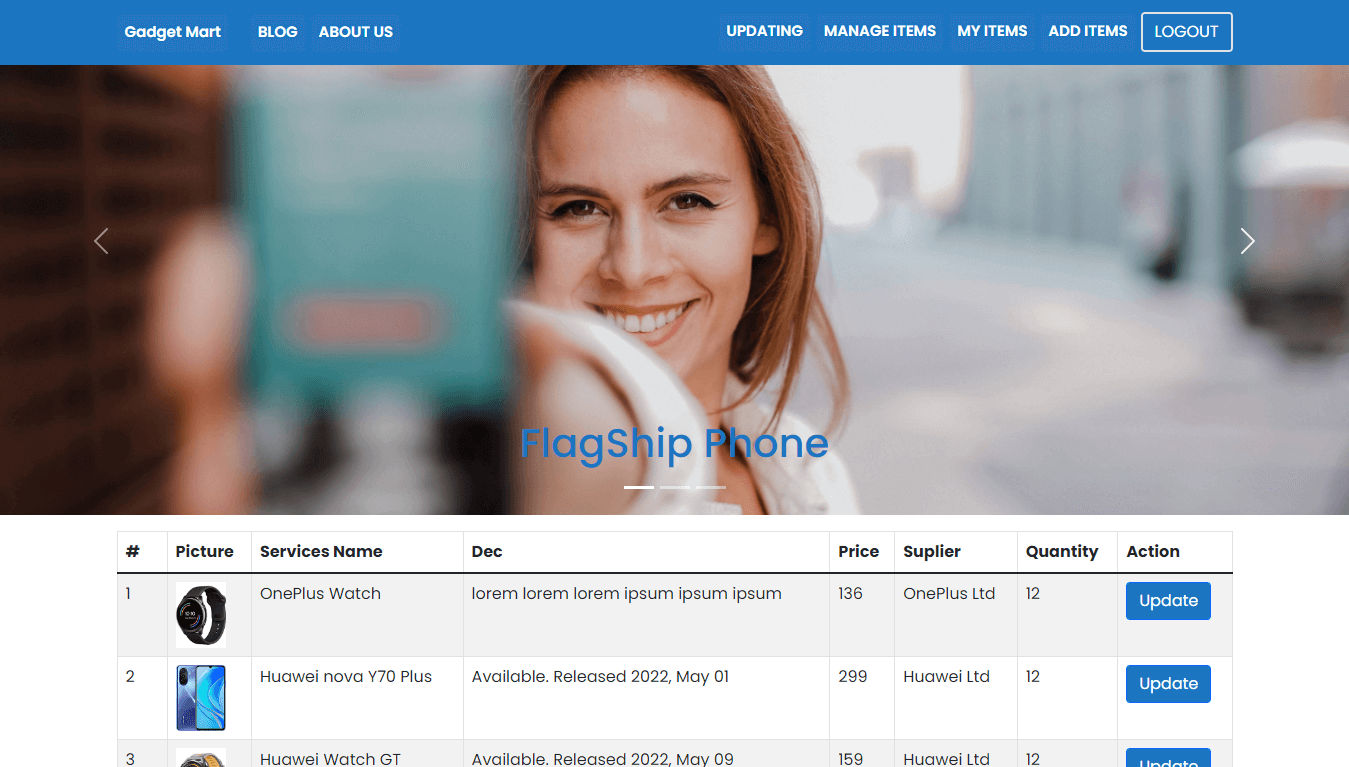 Gadget Mart BLOG ABOUT US UPDATING MANAGE ITEMS MY ITEMS ADD ITEMS LOGOUT
FlagShip Phone
# Picture Services Name Dec Price Suplier Quantity Action
1 OnePlus Watch lorem lorem lorem ipsum ipsum ipsum 136 OnePlus Ltd 12 Update
2 Huawei nova Y70 Plus Available. Released 2022, May 01 299 Huawei Ltd 12 Update
3 Huawei Watch GT Available. Released 2022, May 09 159 Huawei Ltd 12 Update